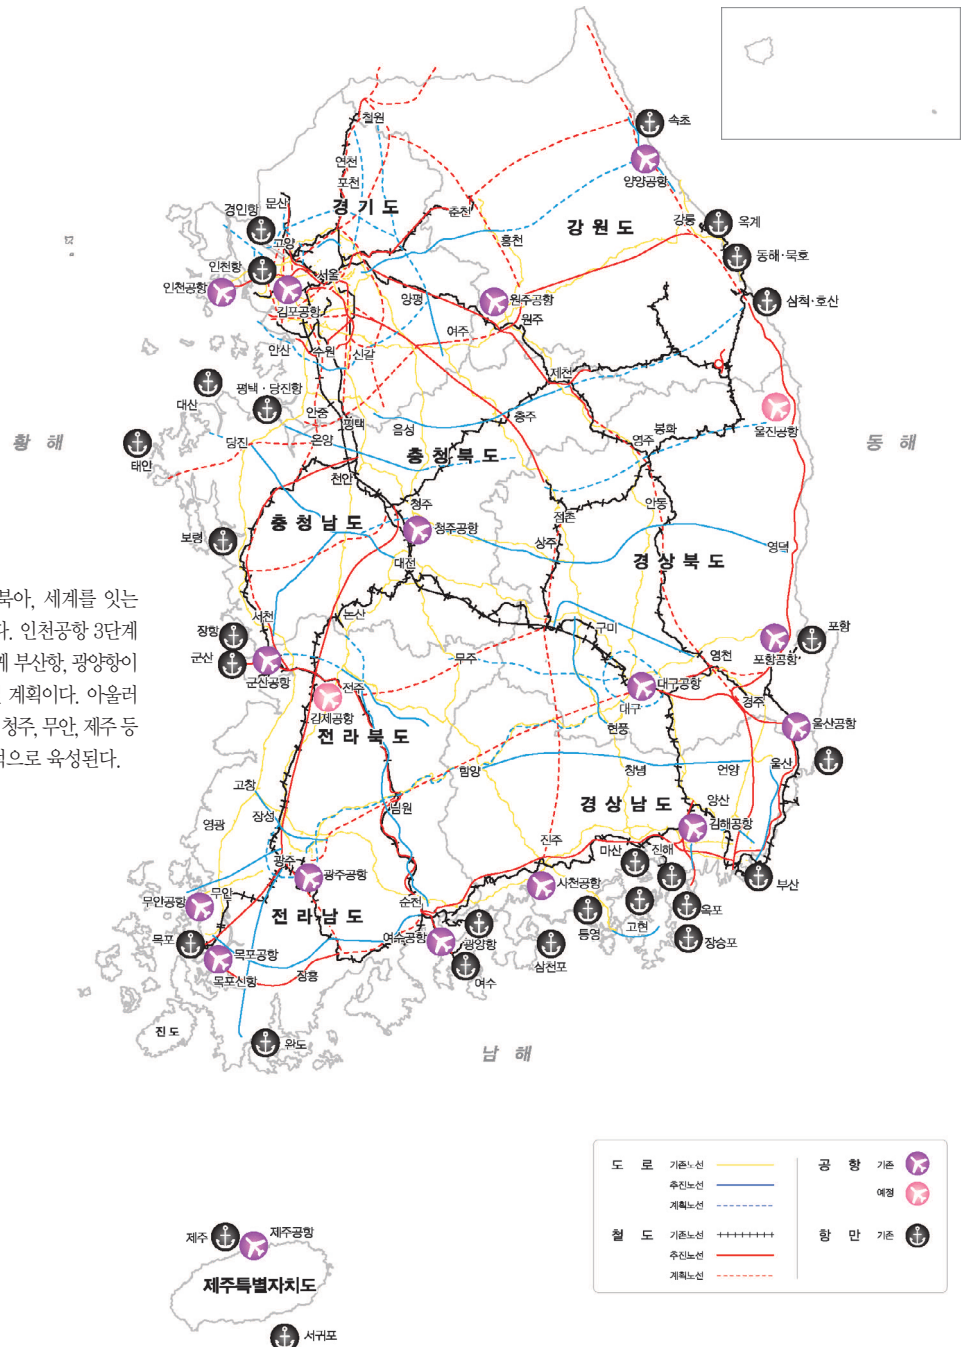 속초
철원
양양공항
연천
포천
문산
경기도
춘천
강릉
옥계
경인항
강원도
고양
홍천
동해·묵호
인천항
서울
인천공항
김포공항
양평
원주공항
삼척·호산
여주
원주
안산
수원
신갈
제천
대산
평택·당진항
안중
평택
음성
충주
울진공항
황해
당진
온양
영주
봉화
동해
태안
천안
충청북도
청주
안동
충청남도
점촌
보령
청주공항
상주
영덕
대전
경상북도
북아, 세계를 잇는
서천
논산
다. 인천공항 3단계
장항
구미
포항
께 부산항, 광양항이
군산
무주
영천
포항공항
계획이다. 아울러
군산공항
전주
대구공항
경주
청주, 무안, 제주 등
김제공항
대구
울산공항
적으로 육성된다.
전라북도
현풍
함양
창녕
언양
울산
고창
장성
남원
경상남도
양산
영광
김해공항
진주
마산
진해
광주
광주공항
사천공항
부산
무안공항
무안
순천
옥포
전라남도
통영
고현
목포
목포공항
여수공항
광양항
삼천포
장승포
목포신항
장흥
여수
진도
완도
남해
도로 기존노선
추진노선
계획노선
철도 기존노선
추진노선
계획노선
공항 기존
예정
항만 기존
제주
제주공항
제주특별자치도
서귀포